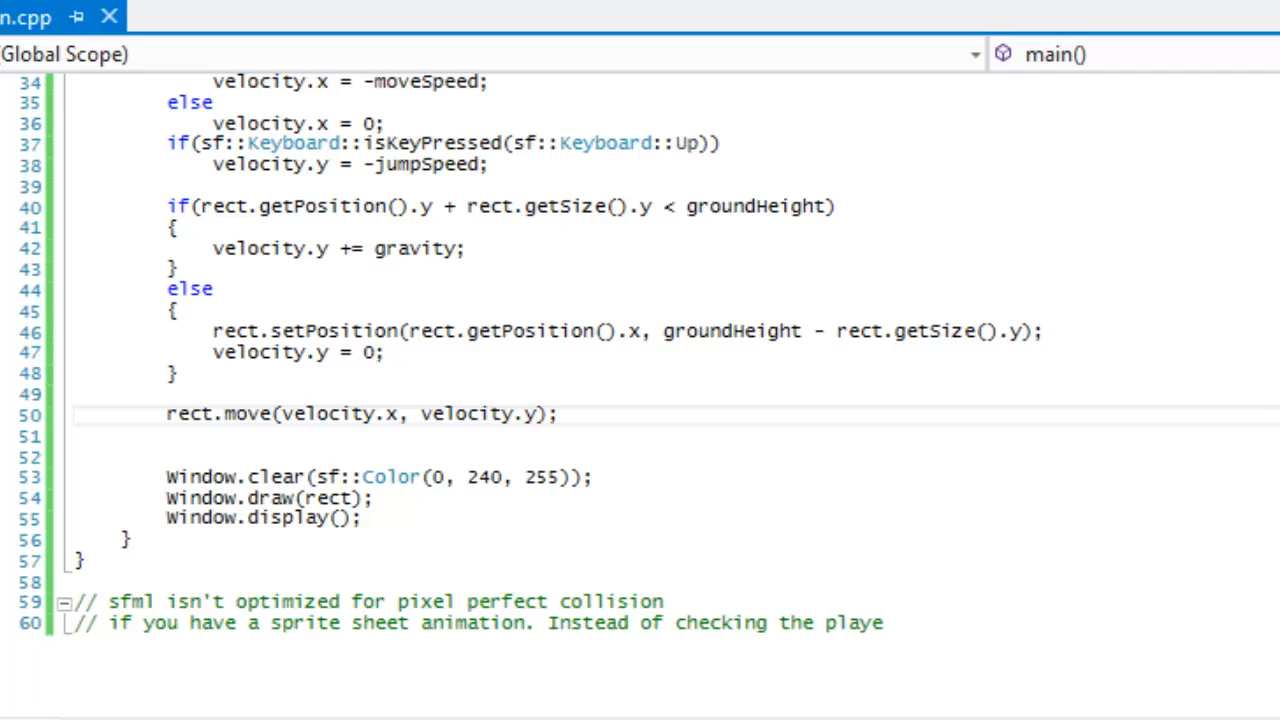 n.cpp
(Global Scope) main()
34 velocity.x = -moveSpeed;
35 else
36 velocity.x = 0;
37 if(sf::Keyboard::isKeyPressed(sf::Keyboard::Up))
38 velocity.y = -jumpSpeed;
39
40 if(rect.getPosition().y + rect.getSize().y < groundHeight)
41 {
42 velocity.y += gravity;
43 }
44 else
45 {
46 rect.setPosition(rect.getPosition().x, groundHeight - rect.getSize().y);
47 velocity.y = 0;
48 }
49
50 rect.move(velocity.x, velocity.y);
51
52
53 Window.clear(sf::Color(0, 240, 255));
54 Window.draw(rect);
55 Window.display();
56 }
57 }
58
59 // sfml isn't optimized for pixel perfect collision
60 // if you have a sprite sheet animation. Instead of checking the playe